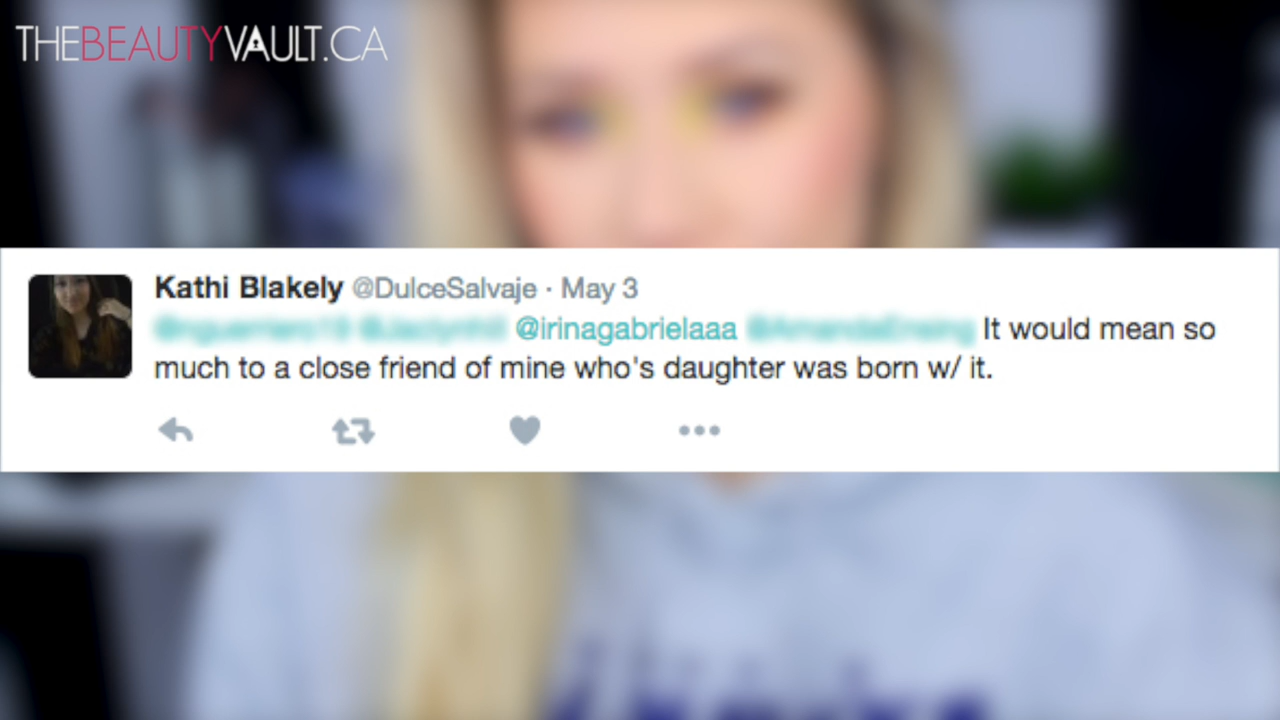 THEBEAUTYVAULT.CA
Kathi Blakely @DulceSalvaje · May 3
@irinagabrielaaa It would mean so
much to a close friend of mine who's daughter was born w/ it.